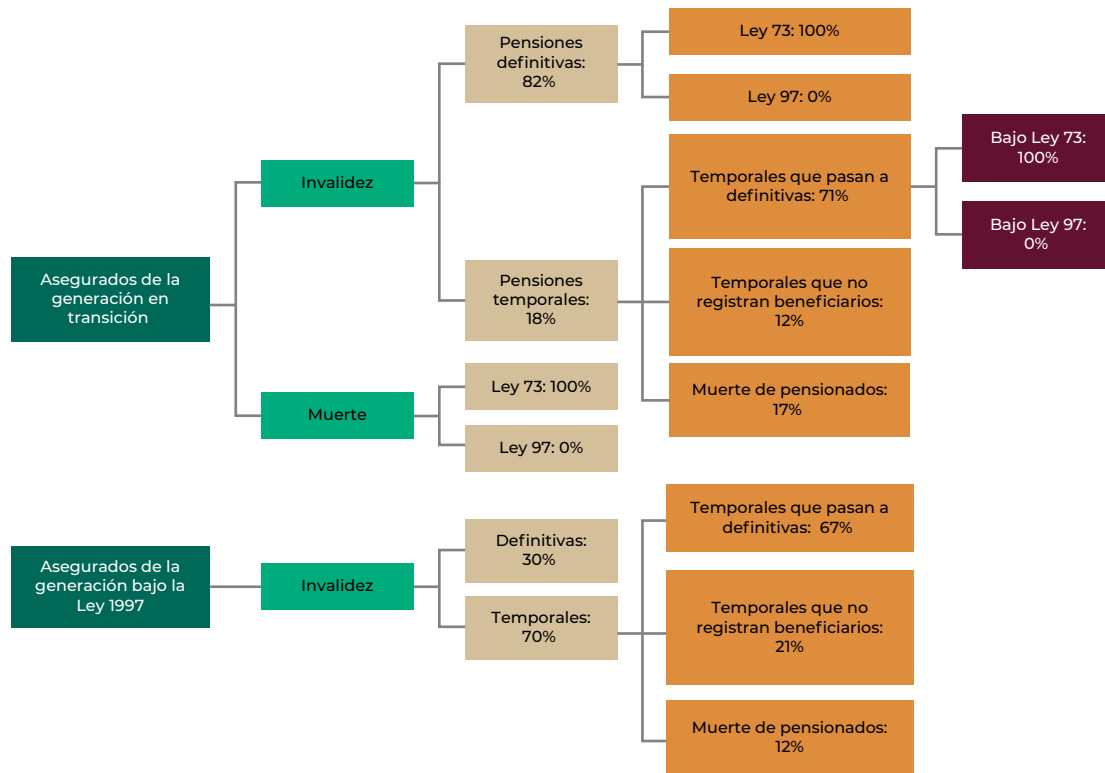 Asegurados de la
generación en
transición
Invalidez
Pensiones
definitivas:
82%
Ley 73: 100%
Ley 97: 0%
Pensiones
temporales:
18%
Temporales que pasan a
definitivas: 71%
Bajo Ley 73:
100%
Bajo Ley 97:
0%
Temporales que no
registran beneficiarios:
12%
Muerte de pensionados:
17%
Muerte
Ley 73: 100%
Ley 97: 0%
Asegurados de la
generación bajo la
Ley 1997
Invalidez
Definitivas:
30%
Temporales:
70%
Temporales que pasan a
definitivas: 67%
Temporales que no
registran beneficiarios:
21%
Muerte de pensionados:
12%